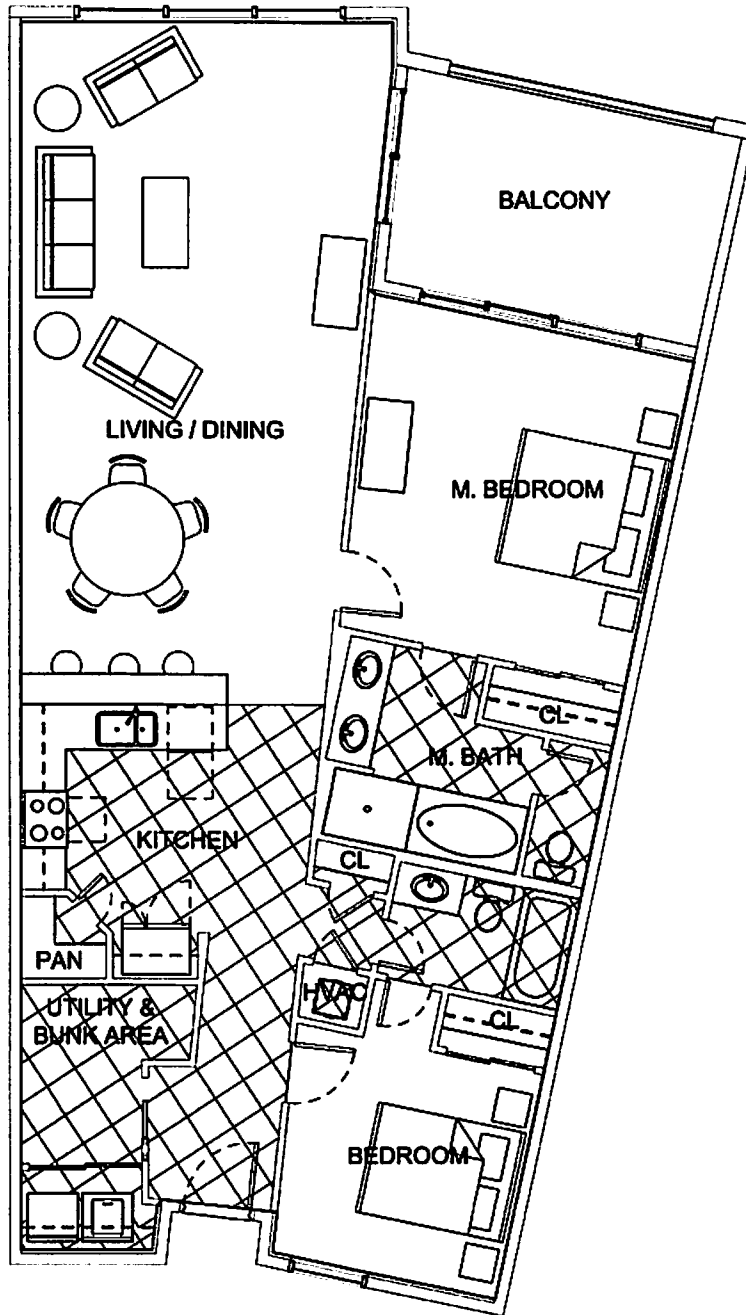 BALCONY
LIVING / DINING
M. BEDROOM
CL
M. BATH
KITCHEN
CL
PAN
HVAC
UTILITY &
BUNK AREA
CL
BEDROOM